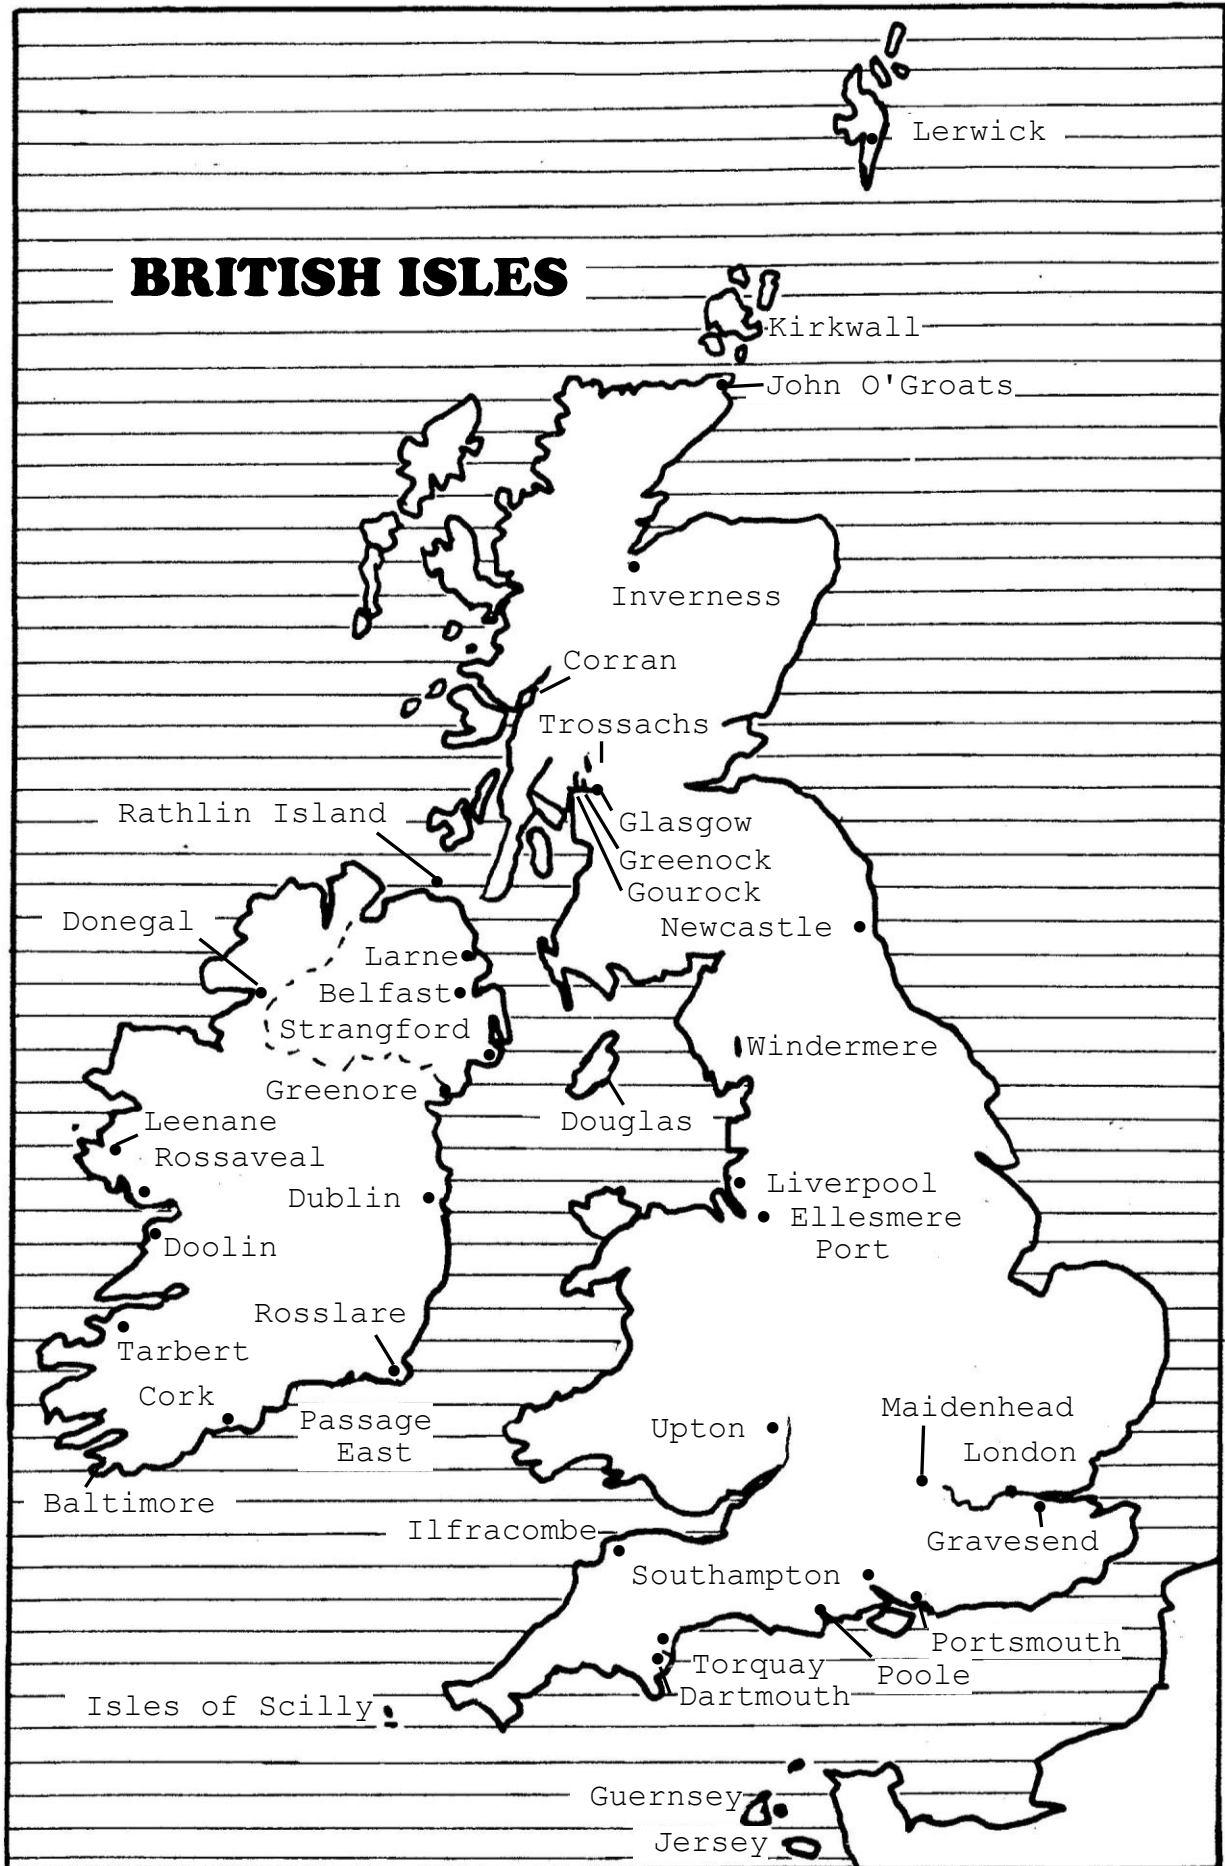 Lerwick
BRITISH ISLES
Kirkwall
John O'Groats
Inverness
Corran
Trossachs
Rathlin Island
Glasgow
Greenock
Gourock
Donegal
Newcastle
Larne
Belfast
Strangford
Windermere
Greenore
Leenane
Douglas
Rossaveal
Liverpool
Dublin
Ellesmere
Port
Doolin
Rosslare
Tarbert
Cork
Maidenhead
Passage
East
Upton
London
Baltimore
Ilfracombe
Gravesend
Southampton
Portsmouth
Torquay
Poole
Dartmouth
Isles of Scilly
Guernsey
Jersey